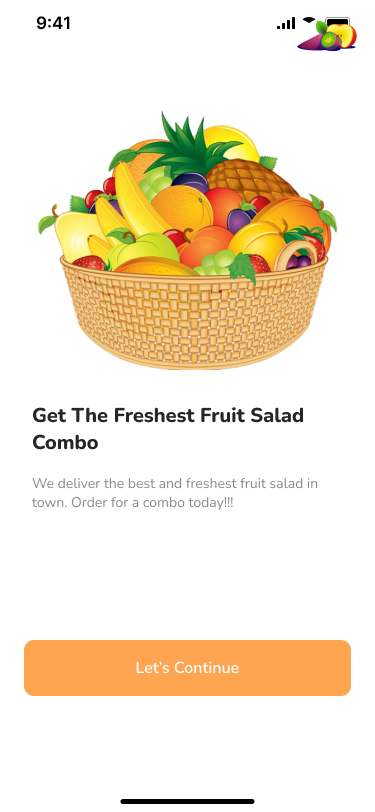 9:41
Get The Freshest Fruit Salad
Combo
We deliver the best and freshest fruit salad in
town. Order for a combo today!!!
Let’s Continue